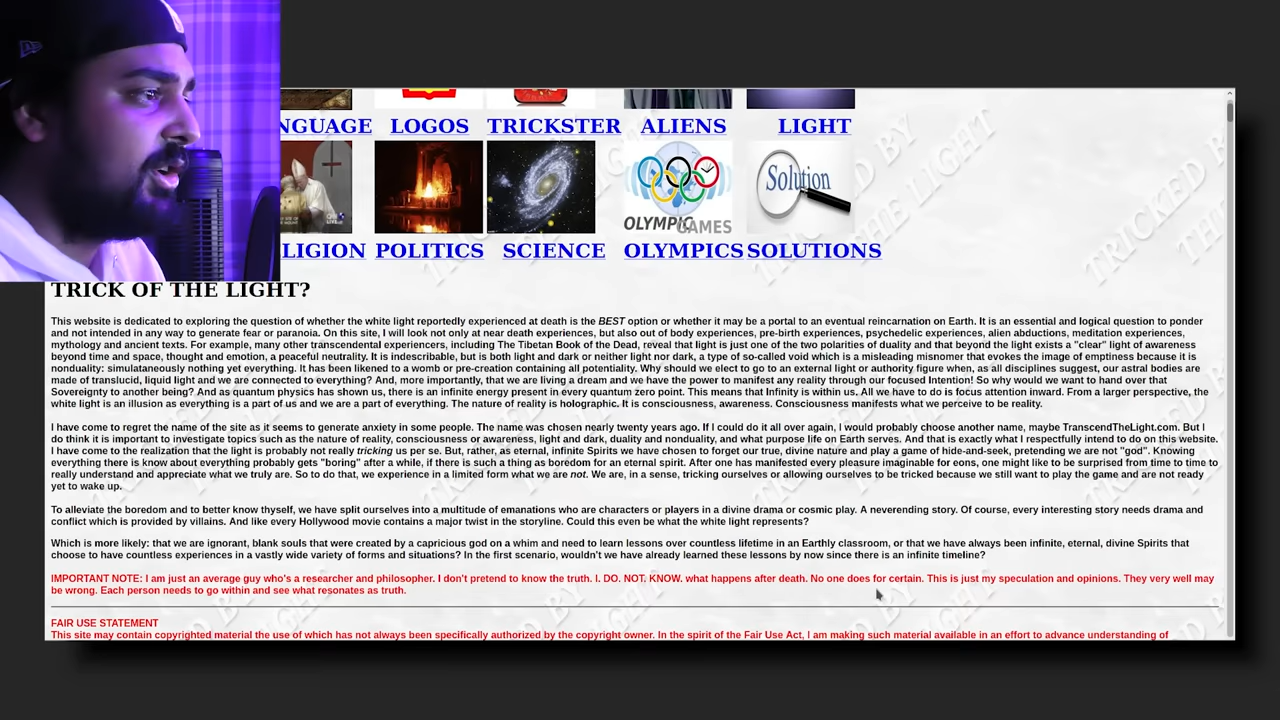 NGUAGE LOGOS TRICKSTER ALIENS LIGHT
Solution
OLYMPIC GAMES
LIGION POLITICS SCIENCE OLYMPICS SOLUTIONS
TRICK OF THE LIGHT?
This website is dedicated to exploring the question of whether the white light reportedly experienced at death is the BEST option or whether it may be a portal to an eventual reincarnation on Earth. It is an essential and logical question to ponder
and not intended in any way to generate fear or paranoia. On this site, I will look not only at near death experiences, but also out of body experiences, pre-birth experiences, psychedelic experiences, alien abductions, meditation experiences,
mythology and ancient texts. For example, many other transcendental experiencers, including The Tibetan Book of the Dead, reveal that light is just one of the two polarities of duality and that beyond the light exists a "clear" light of awareness
beyond time and space, thought and emotion, a peaceful neutrality. It is indescribable, but is both light and dark or neither light nor dark, a type of so-called void which is a misleading misnomer that evokes the image of emptiness because it is
nonduality: simulataneously nothing yet everything. It has been likened to a womb or pre-creation containing all potentiality. Why should we elect to go to an external light or authority figure when, as all disciplines suggest, our astral bodies are
made of translucid, liquid light and we are connected to everything? And, more importantly, that we are living a dream and we have the power to manifest any reality through our focused Intention! So why would we want to hand over that
Sovereignty to another being? And as quantum physics has shown us, there is an infinite energy present in every quantum zero point. This means that Infinity is within us. All we have to do is focus attention inward. From a larger perspective, the
white light is an illusion as everything is a part of us and we are a part of everything. The nature of reality is holographic. It is consciousness, awareness. Consciousness manifests what we perceive to be reality.
I have come to regret the name of the site as it seems to generate anxiety in some people. The name was chosen nearly twenty years ago. If I could do it all over again, I would probably choose another name, maybe TranscendTheLight.com. But I
do think it is important to investigate topics such as the nature of reality, consciousness or awareness, light and dark, duality and nonduality, and what purpose life on Earth serves. And that is exactly what I respectfully intend to do on this website.
I have come to the realization that the light is probably not really tricking us per se. But, rather, as eternal, infinite Spirits we have chosen to forget our true, divine nature and play a game of hide-and-seek, pretending we are not "god". Knowing
everything there is know about everything probably gets "boring" after a while, if there is such a thing as boredom for an eternal spirit. After one has manifested every pleasure imaginable for eons, one might like to be surprised from time to time to
really understand and appreciate what we truly are. So to do that, we experience in a limited form what we are not. We are, in a sense, tricking ourselves or allowing ourselves to be tricked because we still want to play the game and are not ready
yet to wake up.
To alleviate the boredom and to better know thyself, we have split ourselves into a multitude of emanations who are characters or players in a divine drama or cosmic play. A neverending story. Of course, every interesting story needs drama and
conflict which is provided by villains. And like every Hollywood movie contains a major twist in the storyline. Could this even be what the white light represents?
Which is more likely: that we are ignorant, blank souls that were created by a capricious god on a whim and need to learn lessons over countless lifetime in an Earthly classroom, or that we have always been infinite, eternal, divine Spirits that
choose to have countless experiences in a vastly wide variety of forms and situations? In the first scenario, wouldn't we have already learned these lessons by now since there is an infinite timeline?
IMPORTANT NOTE: I am just an average guy who's a researcher and philosopher. I don't pretend to know the truth. I. DO. NOT. KNOW. what happens after death. No one does for certain. This is just my speculation and opinions. They very well may
be wrong. Each person needs to go within and see what resonates as truth.
FAIR USE STATEMENT
This site may contain copyrighted material the use of which has not always been specifically authorized by the copyright owner. In the spirit of the Fair Use Act, I am making such material available in an effort to advance understanding of
TRICKED BY
THE LIGHT